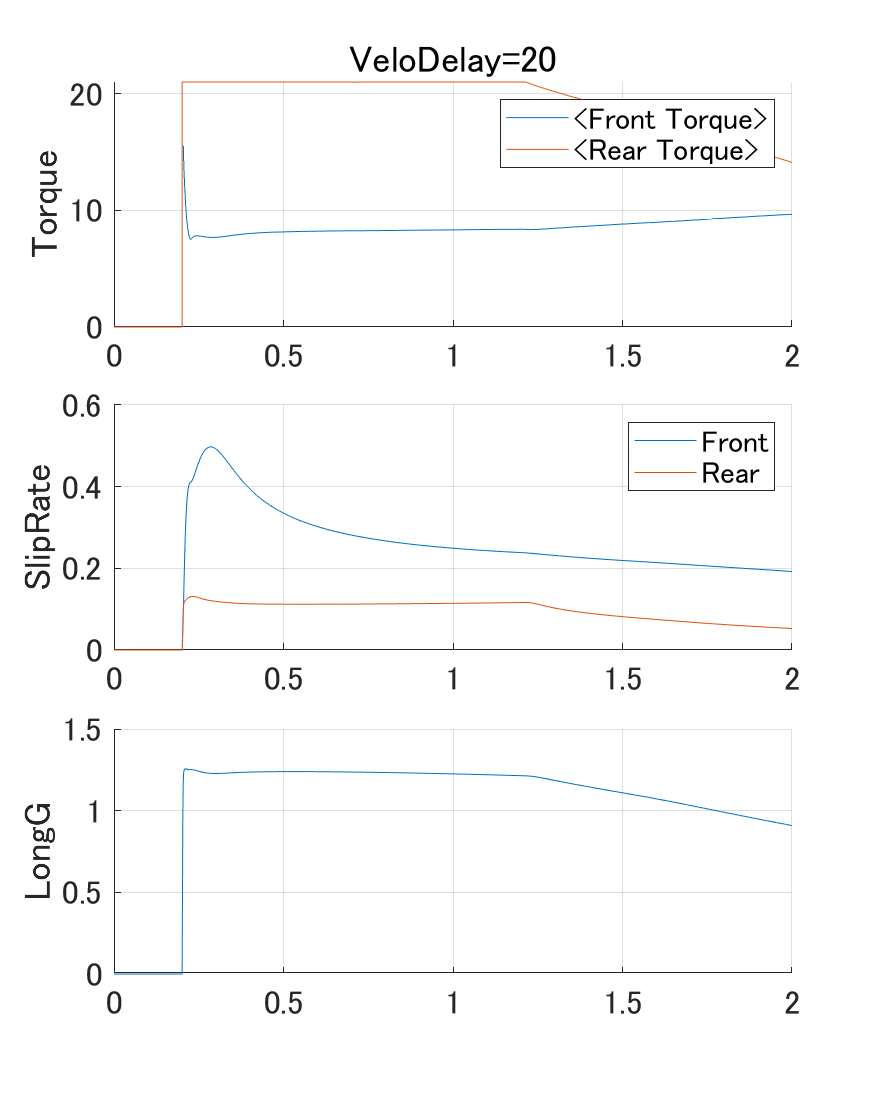 VeloDelay=20
Torque
20
10
0
0 0.5 1 1.5 2
<Front Torque>
<Rear Torque>
SlipRate
0.6
0.4
0.2
0
0 0.5 1 1.5 2
Front
Rear
LongG
1.5
1
0.5
0
0 0.5 1 1.5 2